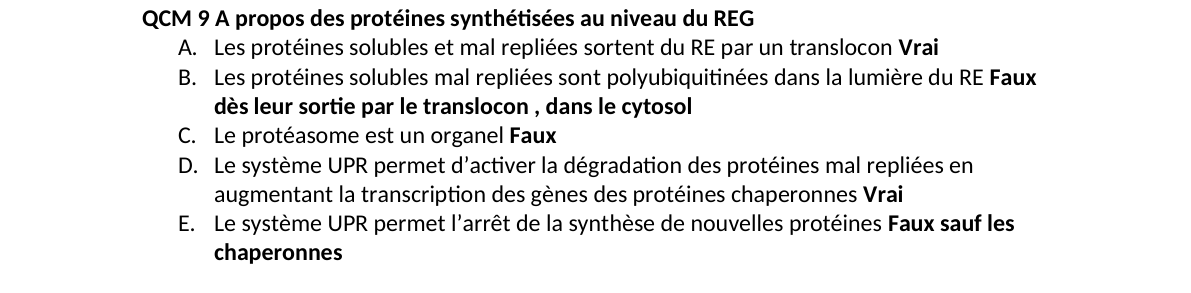 QCM 9 A propos des protéines synthétisées au niveau du REG
A. Les protéines solubles et mal repliées sortent du RE par un translocon Vrai
B. Les protéines solubles mal repliées sont polyubiquitinées dans la lumière du RE Faux
dès leur sortie par le translocon , dans le cytosol
C. Le protéasome est un organel Faux
D. Le système UPR permet d’activer la dégradation des protéines mal repliées en
augmentant la transcription des gènes des protéines chaperonnes Vrai
E. Le système UPR permet l’arrêt de la synthèse de nouvelles protéines Faux sauf les
chaperonnes